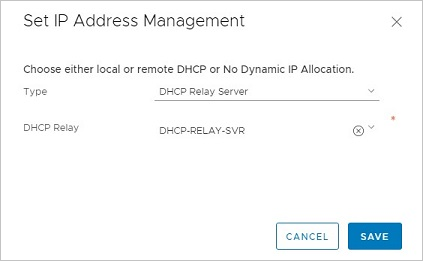 Set IP Address Management
Choose either local or remote DHCP or No Dynamic IP Allocation.
Type DHCP Relay Server
DHCP Relay DHCP-RELAY-SVR *
CANCEL SAVE